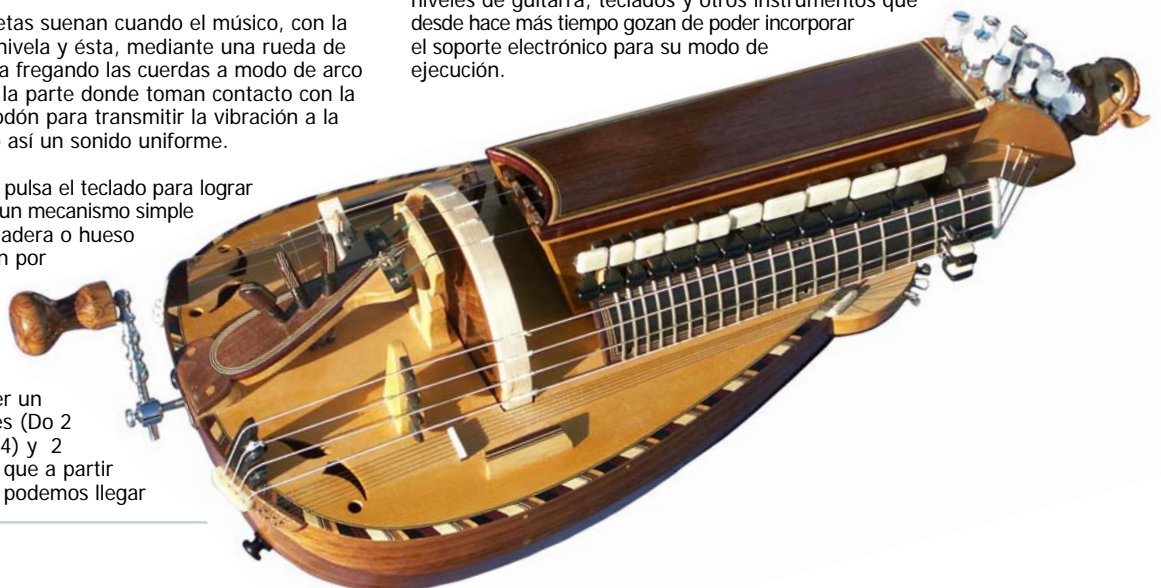 etas suenan cuando el músico, con la
nivela y ésta, mediante una rueda de
a fregando las cuerdas a modo de arco
la parte donde toman contacto con la
odón para transmitir la vibración a la
así un sonido uniforme.
pulsa el teclado para lograr
un mecanismo simple
adera o hueso
n por
er un
es (Do 2
4) y 2
que a partir
podemos llegar
niveles de guitarra, teclados y otros instrumentos que
desde hace más tiempo gozan de poder incorporar
el soporte electrónico para su modo de
ejecución.